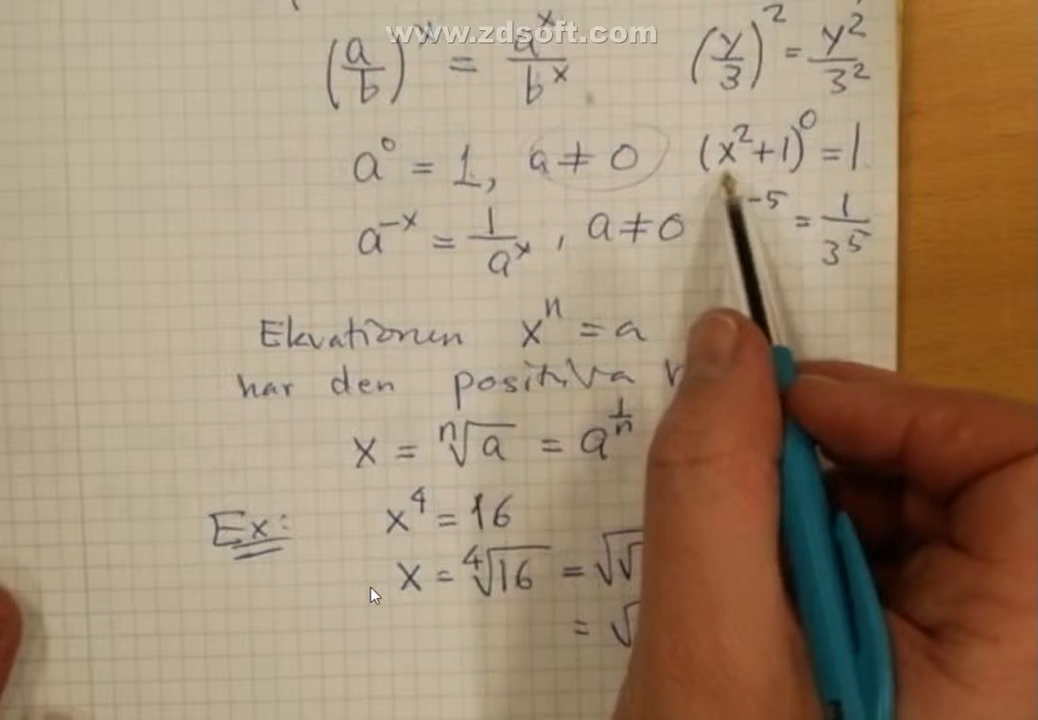 www.zdsoft.com
(a/b)^x = a^x/b^x (y/3)^2 = y^2/3^2
a^0 = 1, a ≠ 0 (x^2+1)^0 = 1
a^-x = 1/a^x , a ≠ 0 ^-5 = 1/3^5
Ekvationen x^n = a
har den positiva
x = ⁿ√a = a^(1/n)
Ex: x^4 = 16
x = ⁴√16 = √√
= √